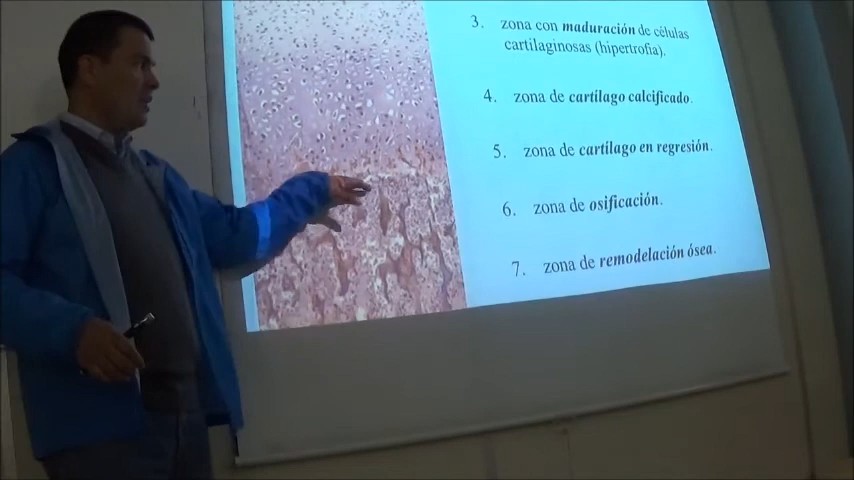 3. zona con maduración de células
cartilaginosas (hipertrofia).
4. zona de cartílago calcificado.
5. zona de cartílago en regresión.
6. zona de osificación.
7. zona de remodelación ósea.